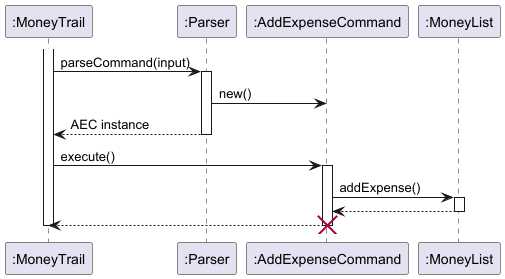 :MoneyTrail :Parser :AddExpenseCommand :MoneyList
parseCommand(input)
new()
AEC instance
execute()
addExpense()
:MoneyTrail :Parser :AddExpenseCommand :MoneyList